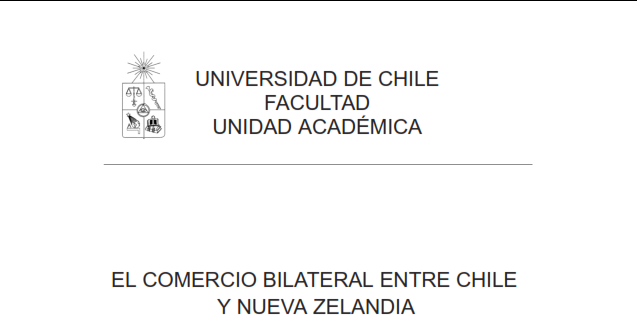 UNIVERSIDAD DE CHILE
FACULTAD
UNIDAD ACADÉMICA
EL COMERCIO BILATERAL ENTRE CHILE
Y NUEVA ZELANDIA